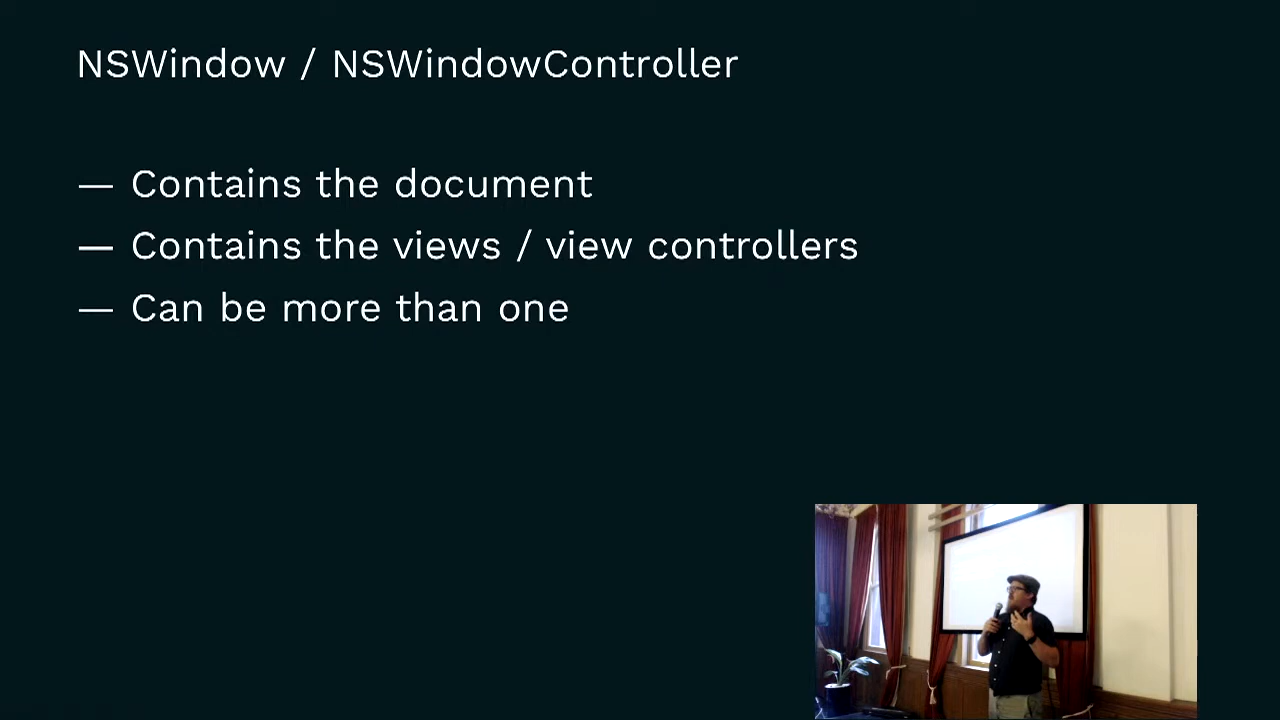 NSWindow / NSWindowController
— Contains the document
— Contains the views / view controllers
— Can be more than one